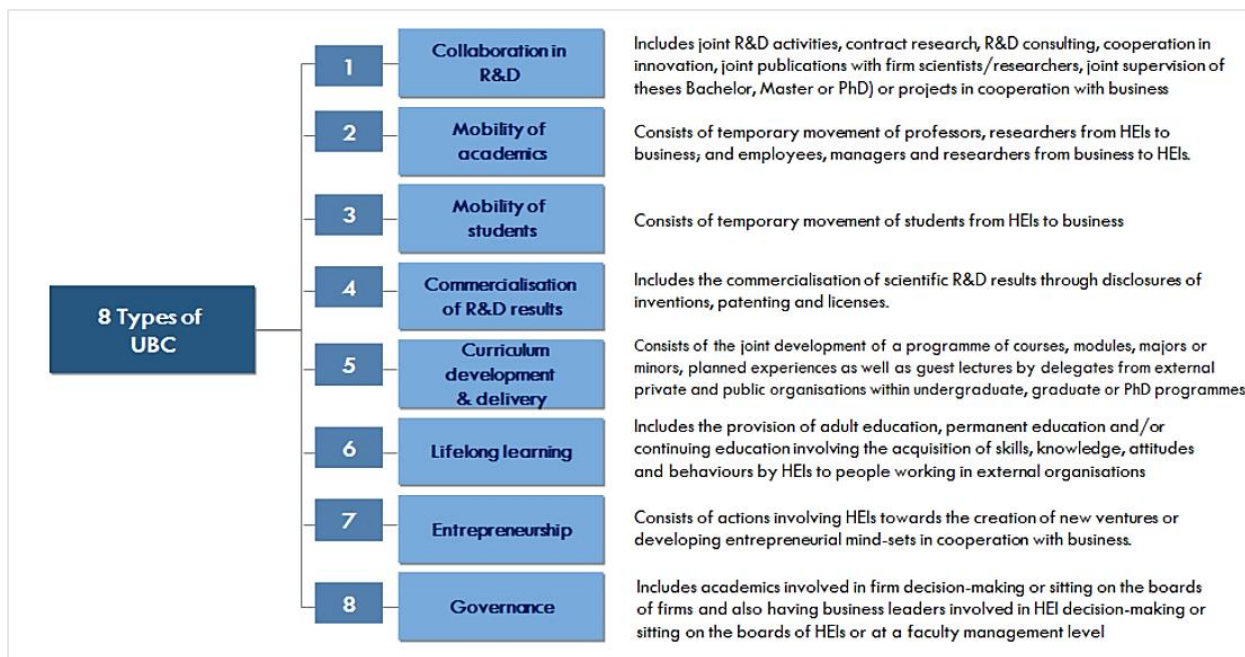 8 Types of
UBC
1
Collaboration in
R&D
Includes joint R&D activities, contract research, R&D consulting, cooperation in
innovation, joint publications with firm scientists/researchers, joint supervision of
theses Bachelor, Master or PhD) or projects in cooperation with business
2
Mobility of
academics
Consists of temporary movement of professors, researchers from HEIs to
business; and employees, managers and researchers from business to HEIs.
3
Mobility of
students
Consists of temporary movement of students from HEIs to business
4
Commercialisation
of R&D results
Includes the commercialisation of scientific R&D results through disclosures of
inventions, patenting and licenses.
5
Curriculum
development
& delivery
Consists of the joint development of a programme of courses, modules, majors or
minors, planned experiences as well as guest lectures by delegates from external
private and public organisations within undergraduate, graduate or PhD programmes
6
Lifelong learning
Includes the provision of adult education, permanent education and/or
continuing education involving the acquisition of skills, knowledge, attitudes
and behaviours by HEIs to people working in external organisations
7
Entrepreneurship
Consists of actions involving HEIs towards the creation of new ventures or
developing entrepreneurial mind-sets in cooperation with business.
8
Governance
Includes academics involved in firm decision-making or sitting on the boards
of firms and also having business leaders involved in HEI decision-making or
sitting on the boards of HEIs or at a faculty management level